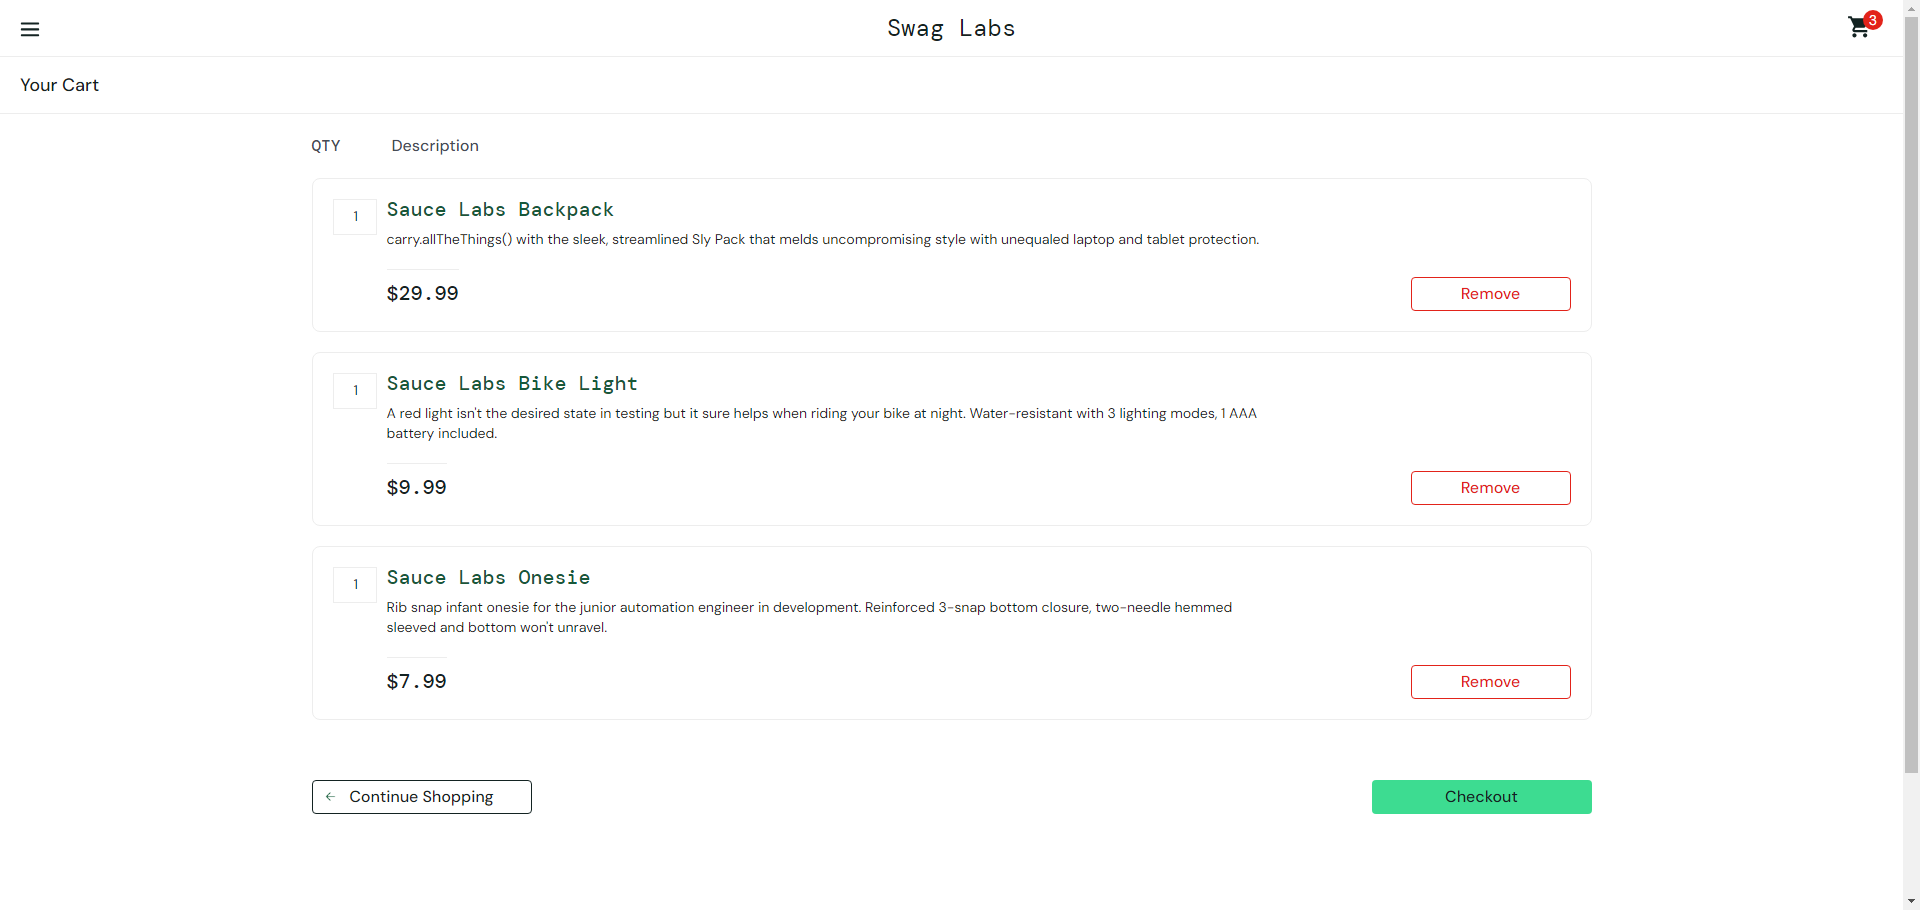 Swag Labs
3
Your Cart
QTY Description
1
Sauce Labs Backpack
carry.allTheThings() with the sleek, streamlined Sly Pack that melds uncompromising style with unequaled laptop and tablet protection.
$29.99
Remove
1
Sauce Labs Bike Light
A red light isn't the desired state in testing but it sure helps when riding your bike at night. Water-resistant with 3 lighting modes, 1 AAA
battery included.
$9.99
Remove
1
Sauce Labs Onesie
Rib snap infant onesie for the junior automation engineer in development. Reinforced 3-snap bottom closure, two-needle hemmed
sleeved and bottom won't unravel.
$7.99
Remove
Continue Shopping
Checkout